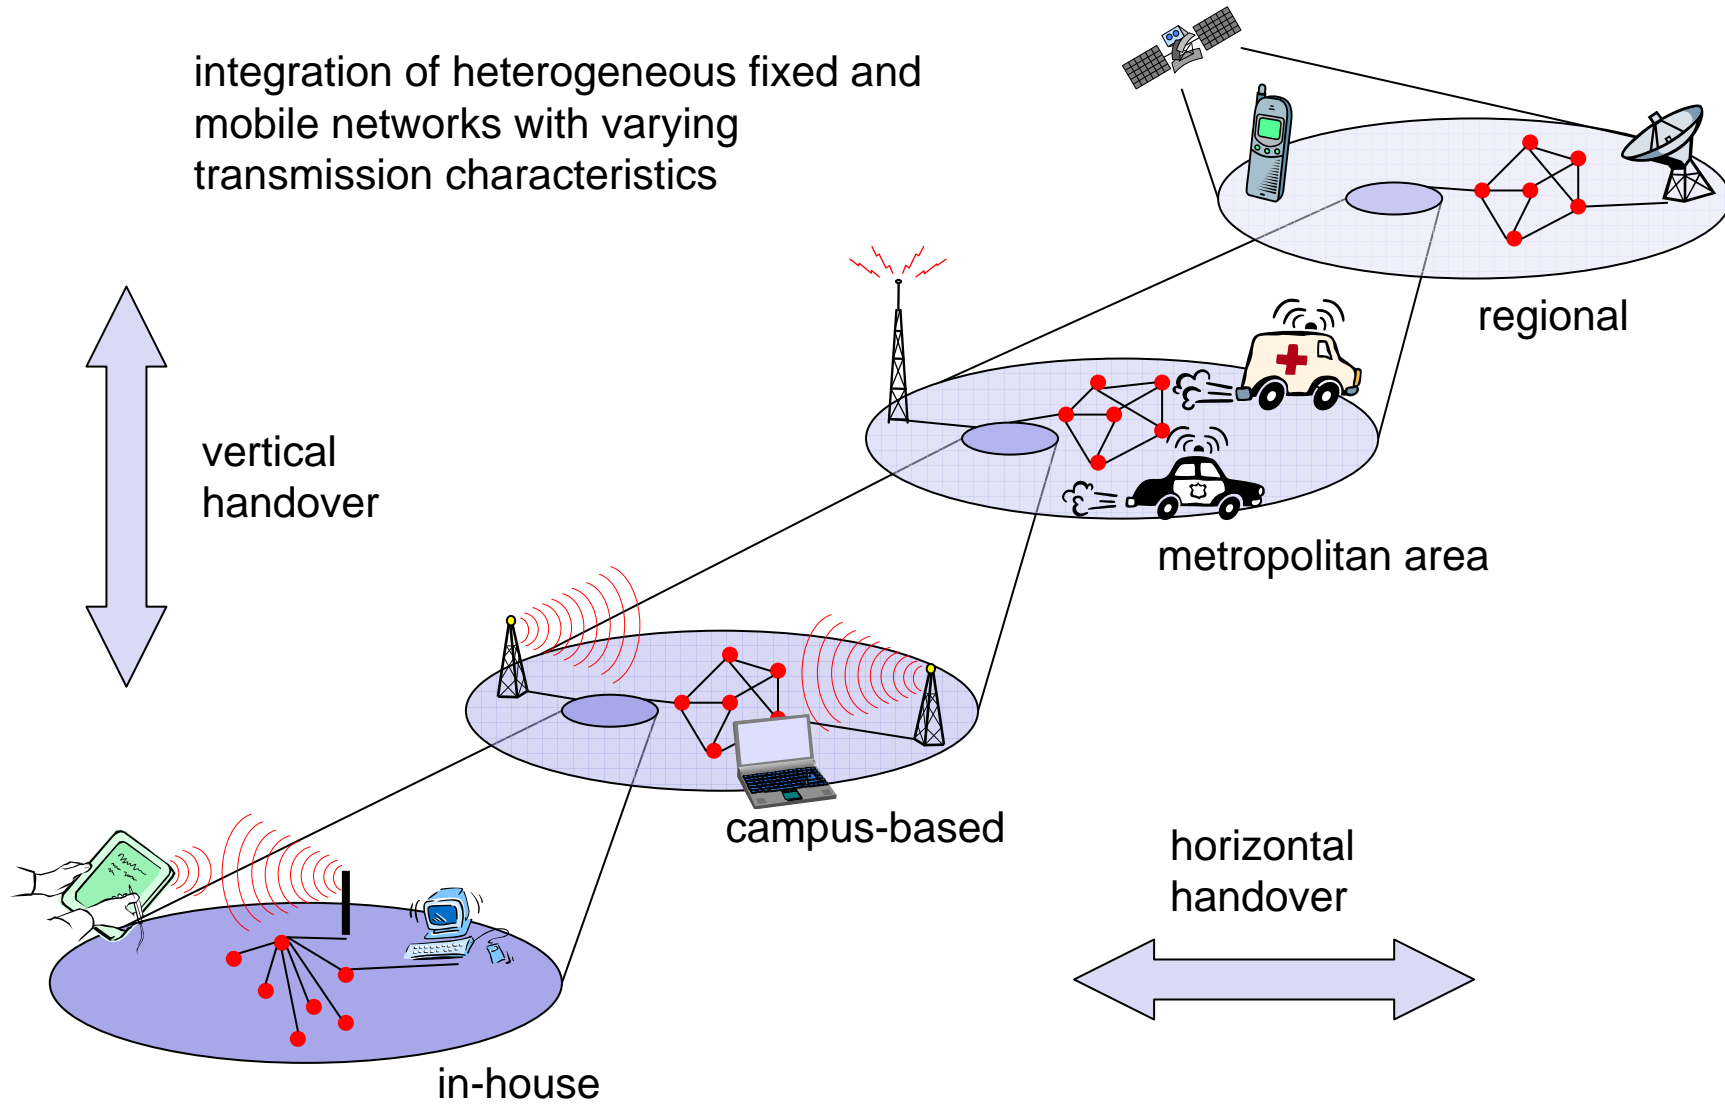 integration of heterogeneous fixed and
mobile networks with varying
transmission characteristics
regional
vertical
handover
metropolitan area
campus-based
horizontal
handover
in-house